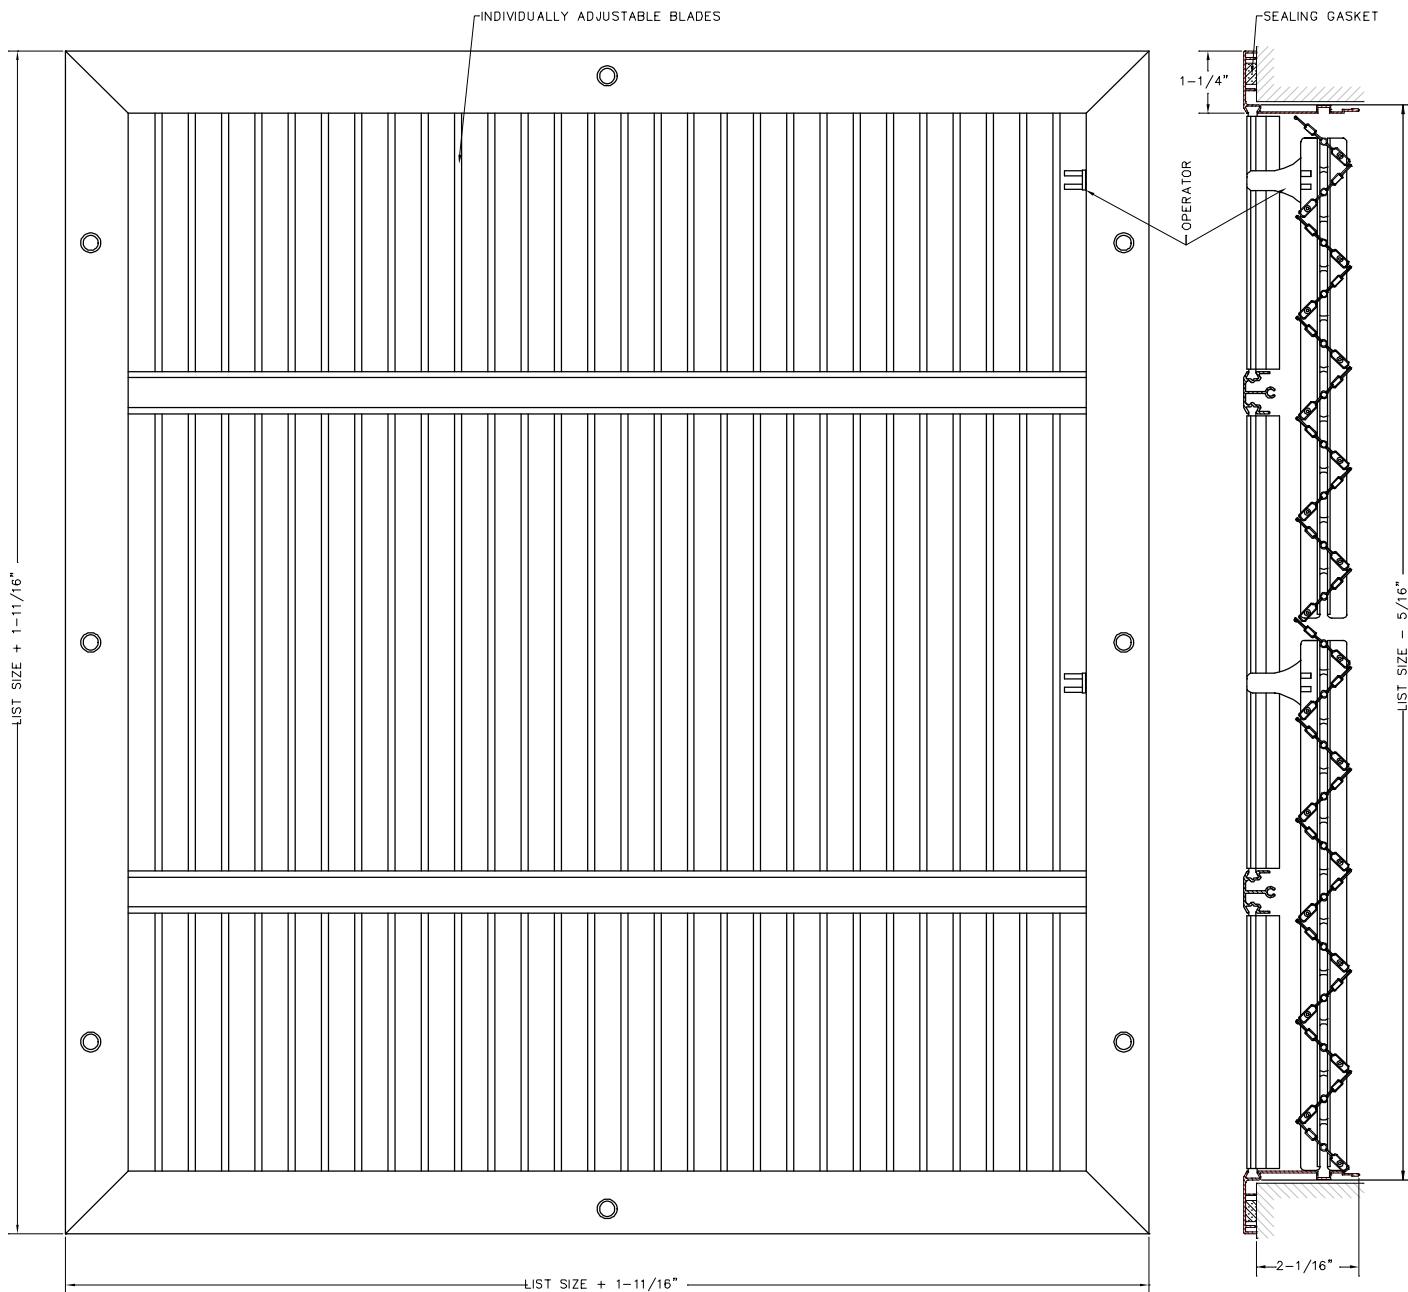 INDIVIDUALLY ADJUSTABLE BLADES
SEALING GASKET
1-1/4"
OPERATOR
LIST SIZE + 1-11/16"
LIST SIZE - 5/16"
2-1/16"
LIST SIZE + 1-11/16"